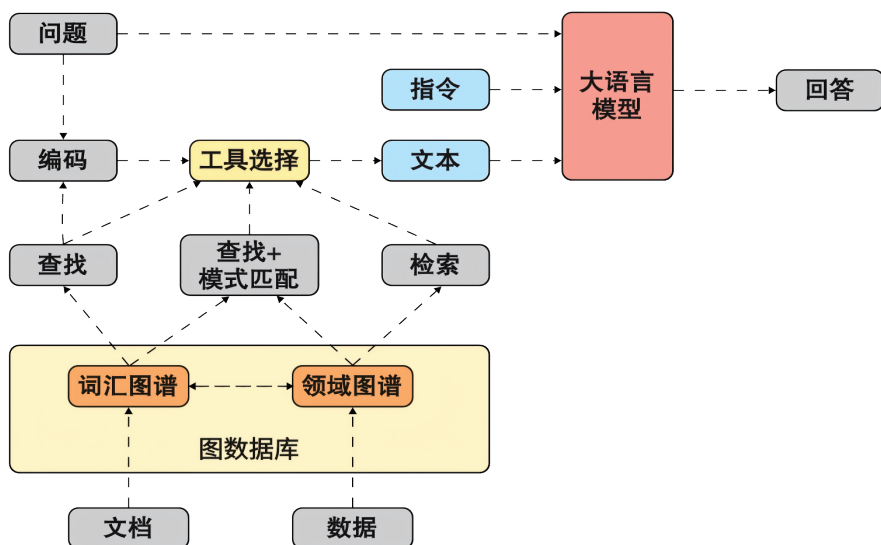 问题
指令
大语言
模型
回答
编码
工具选择
文本
查找
查找+
模式匹配
检索
词汇图谱
领域图谱
图数据库
文档
数据